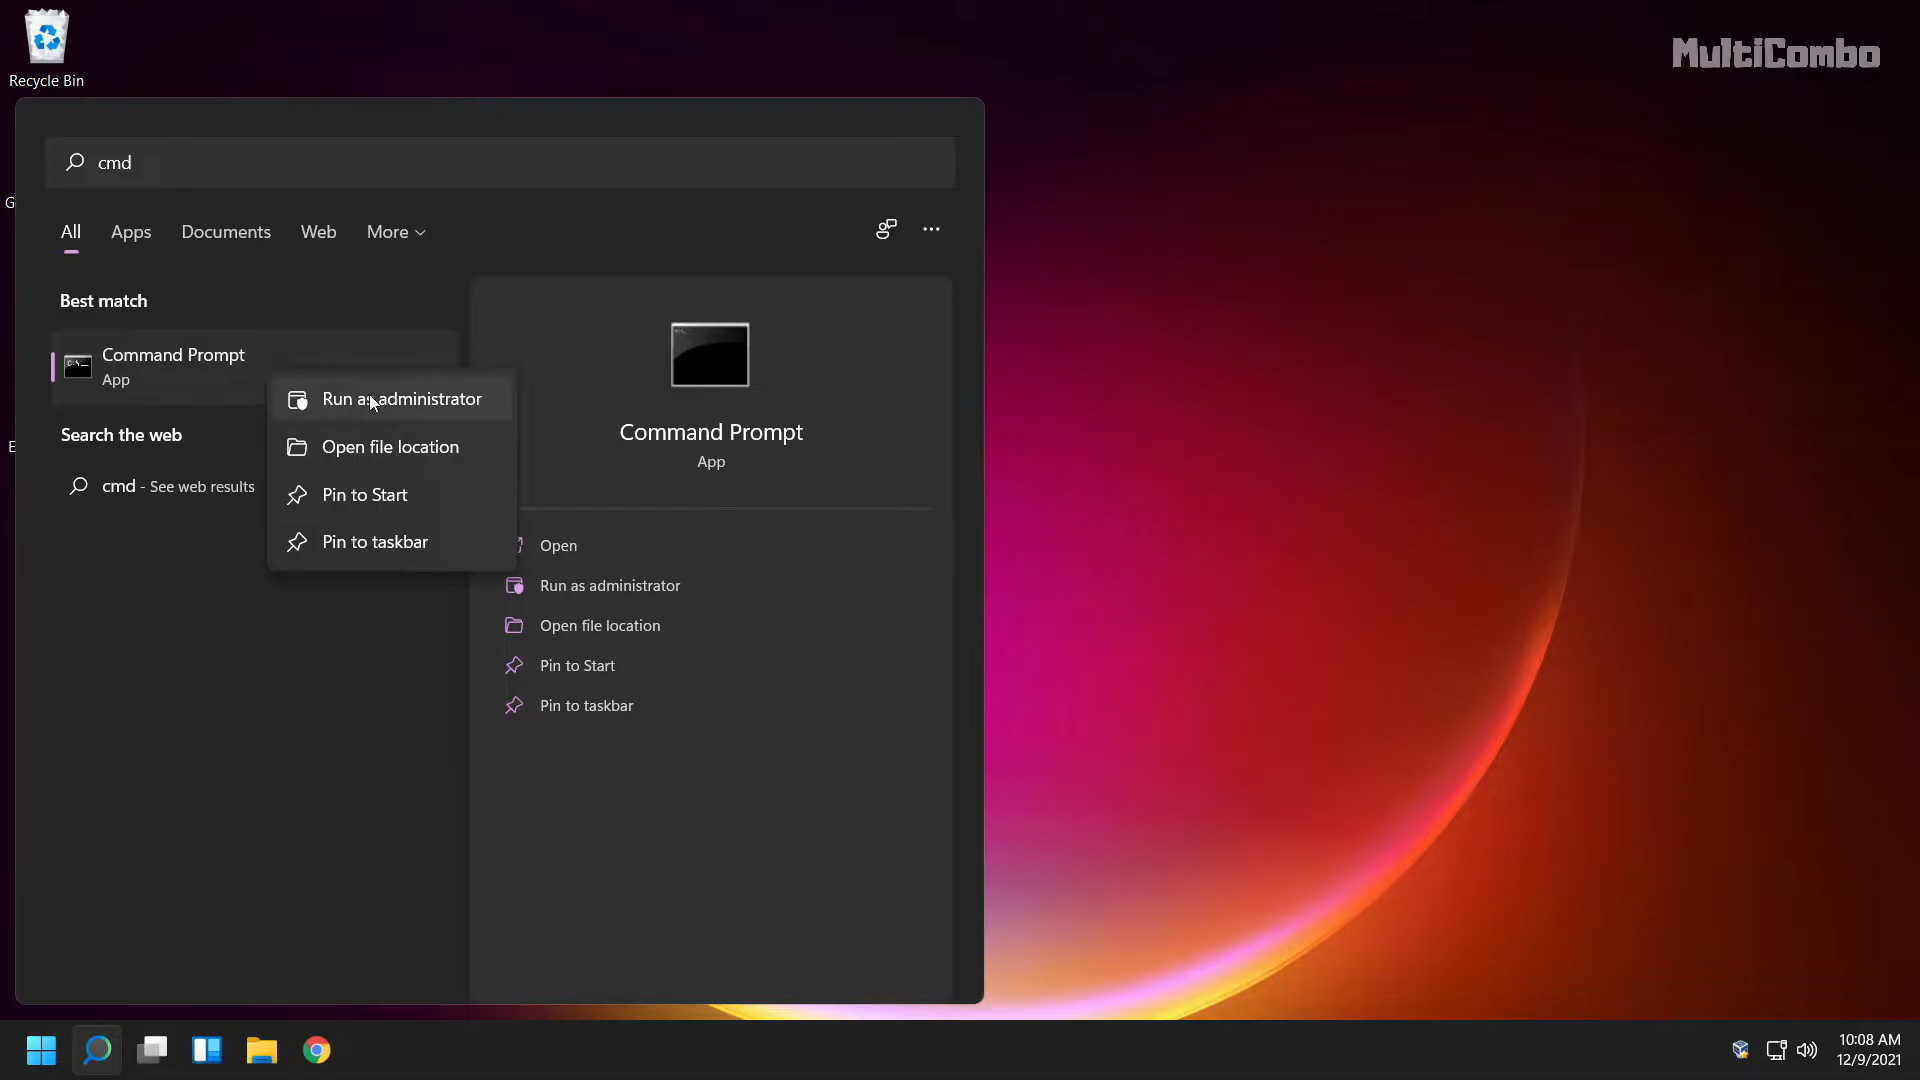 Recycle Bin
MultiCombo
cmd
All Apps Documents Web More
Best match
Command Prompt
App
Run as administrator
Open file location
Pin to Start
Pin to taskbar
Search the web
cmd - See web results
Command Prompt
App
Open
Run as administrator
Open file location
Pin to Start
Pin to taskbar
G
E
10:08 AM
12/9/2021